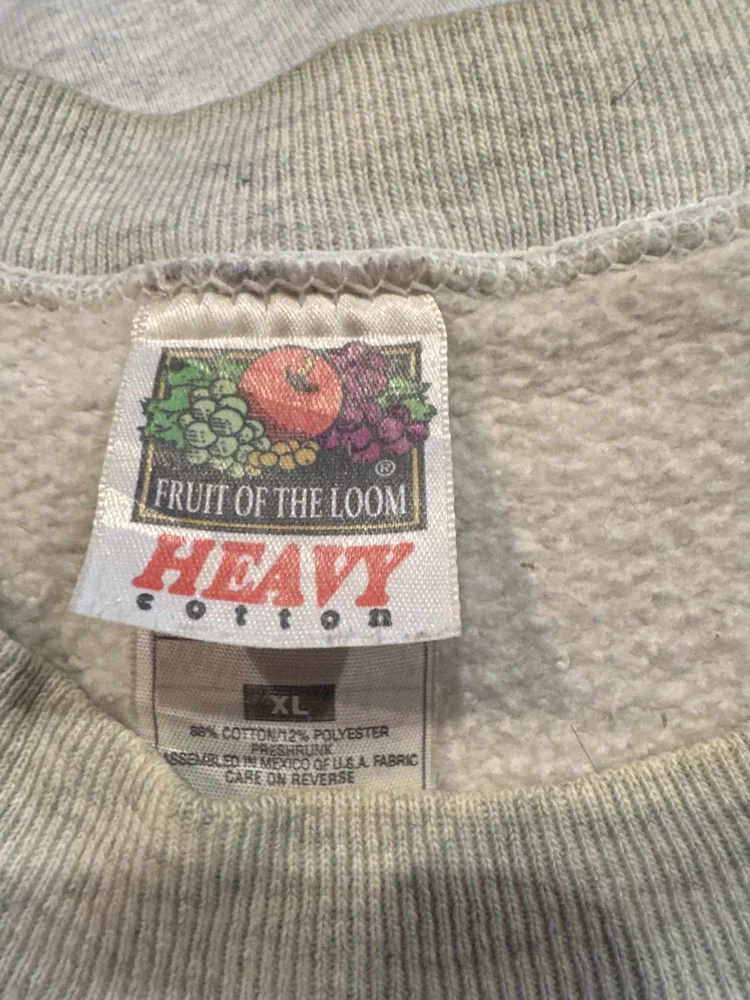 ®
FRUIT OF THE LOOM
HEAVY
cotton
XL
88% COTTON/12% POLYESTER
PRESHRUNK
ASSEMBLED IN MEXICO OF U.S.A. FABRIC
CARE ON REVERSE